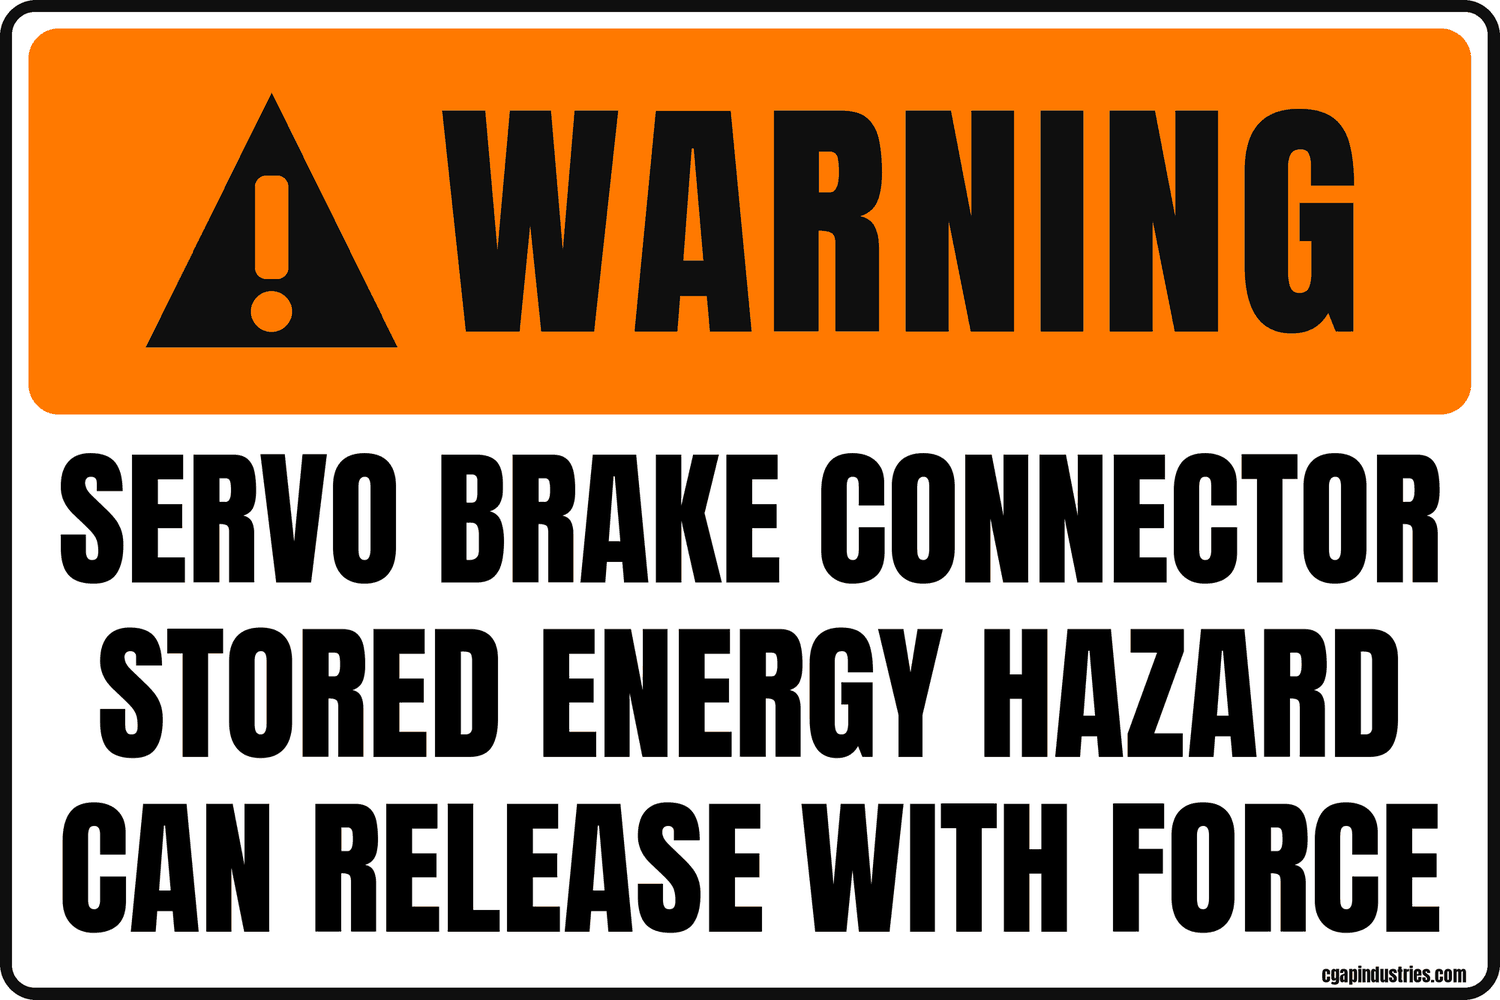 WARNING
SERVO BRAKE CONNECTOR
STORED ENERGY HAZARD
CAN RELEASE WITH FORCE
cgapindustries.com